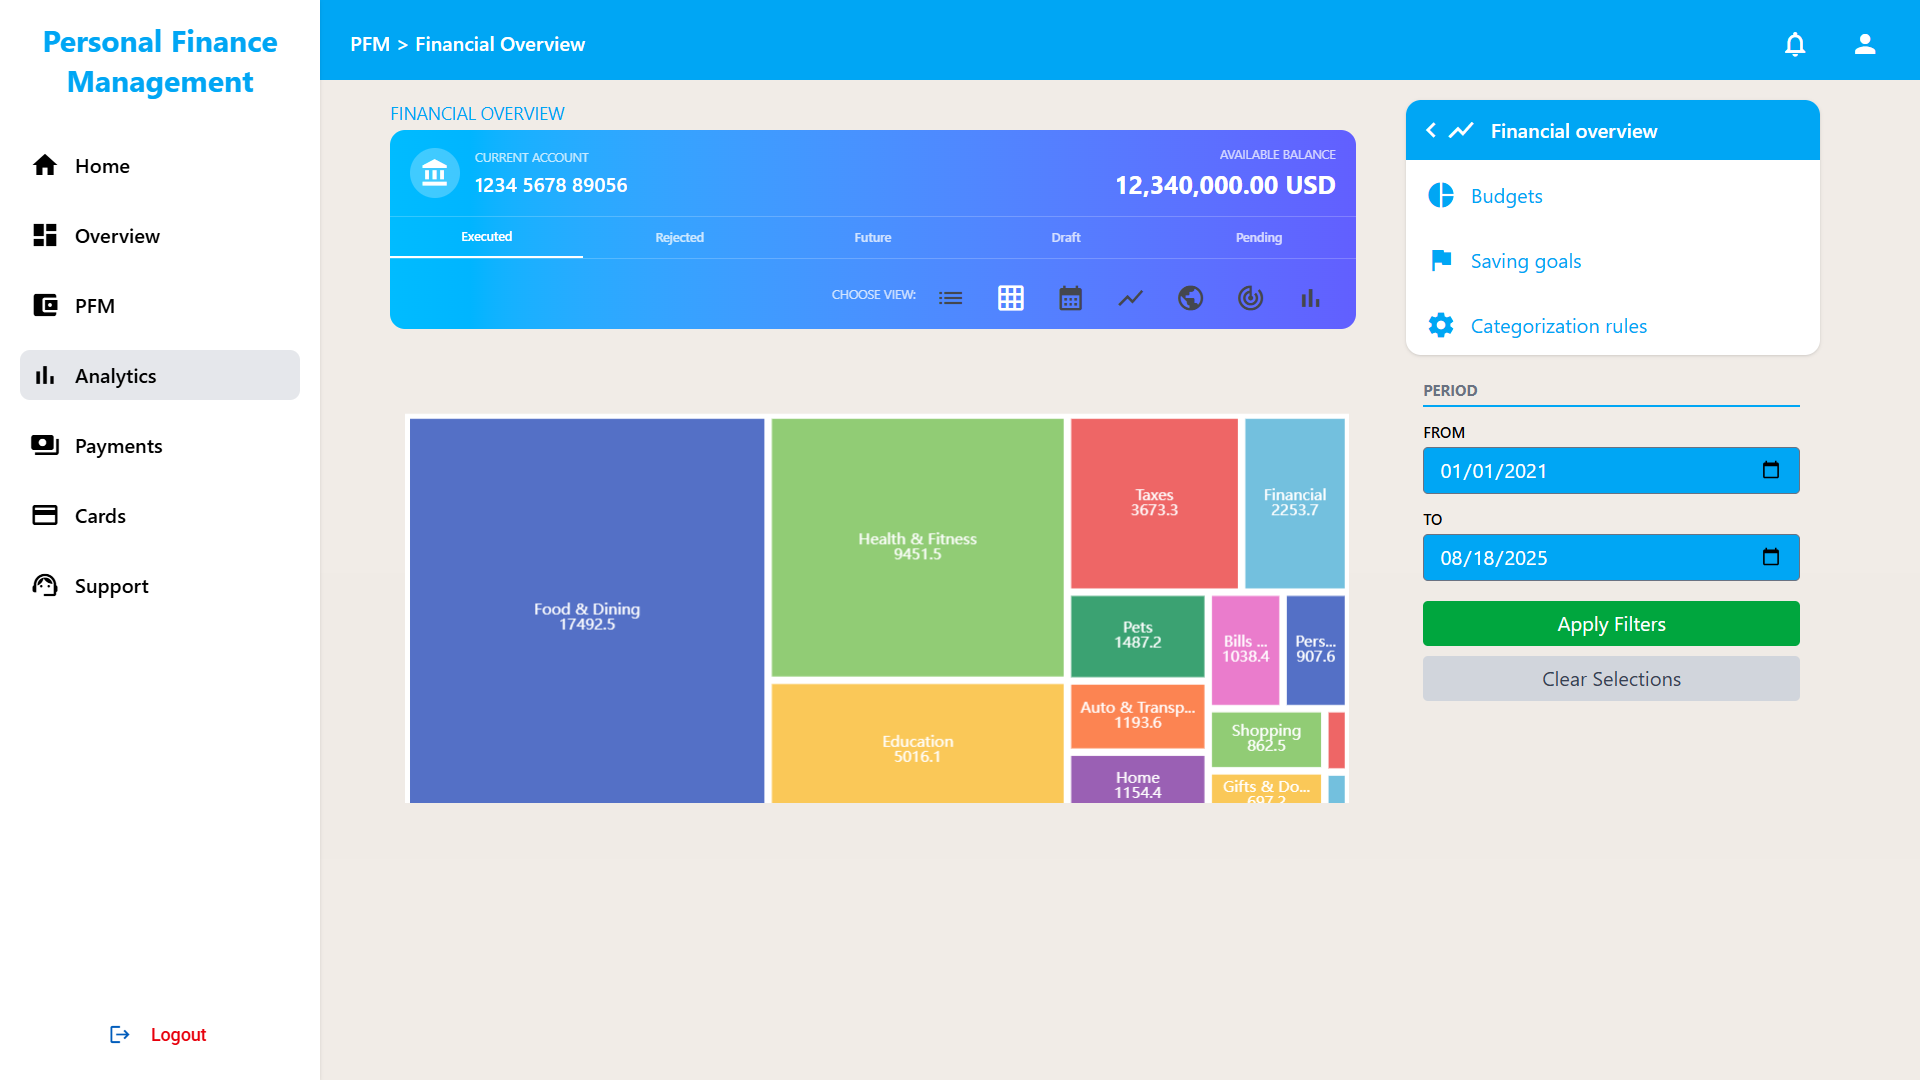 Personal Finance
Management
Home
Overview
PFM
Analytics
Payments
Cards
Support
Logout
PFM > Financial Overview
FINANCIAL OVERVIEW
CURRENT ACCOUNT
1234 5678 89056
AVAILABLE BALANCE
12,340,000.00 USD
Executed
Rejected
Future
Draft
Pending
CHOOSE VIEW:
Food & Dining
17492.5
Health & Fitness
9451.5
Education
5016.1
Taxes
3673.3
Financial
2253.7
Pets
1487.2
Bills ...
1038.4
Pers...
907.6
Auto & Transp...
1193.6
Shopping
862.5
Home
1154.4
Gifts & Do...
697.2
Financial overview
Budgets
Saving goals
Categorization rules
PERIOD
FROM
01/01/2021
TO
08/18/2025
Apply Filters
Clear Selections